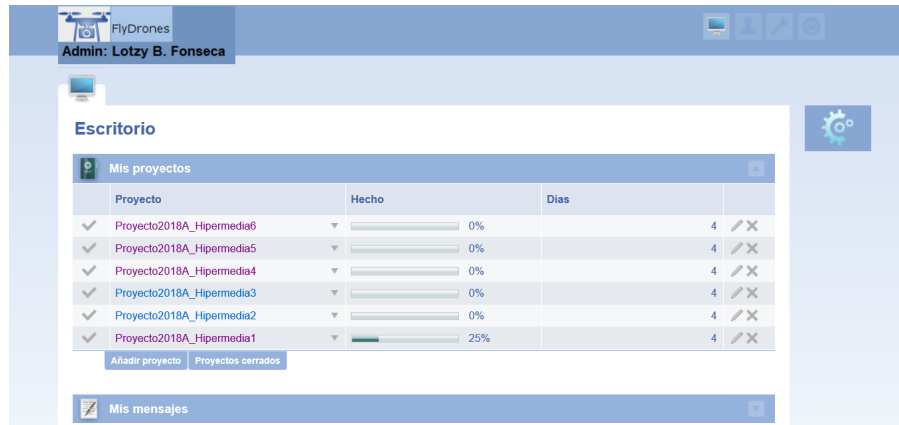 FlyDrones
Admin: Lotzy B. Fonseca
Escritorio
Mis proyectos
Proyecto Hecho Días
Proyecto2018A_Hipermedia6 0% 4
Proyecto2018A_Hipermedia5 0% 4
Proyecto2018A_Hipermedia4 0% 4
Proyecto2018A_Hipermedia3 0% 4
Proyecto2018A_Hipermedia2 0% 4
Proyecto2018A_Hipermedia1 25% 4
Añadir proyecto Proyectos cerrados
Mis mensajes